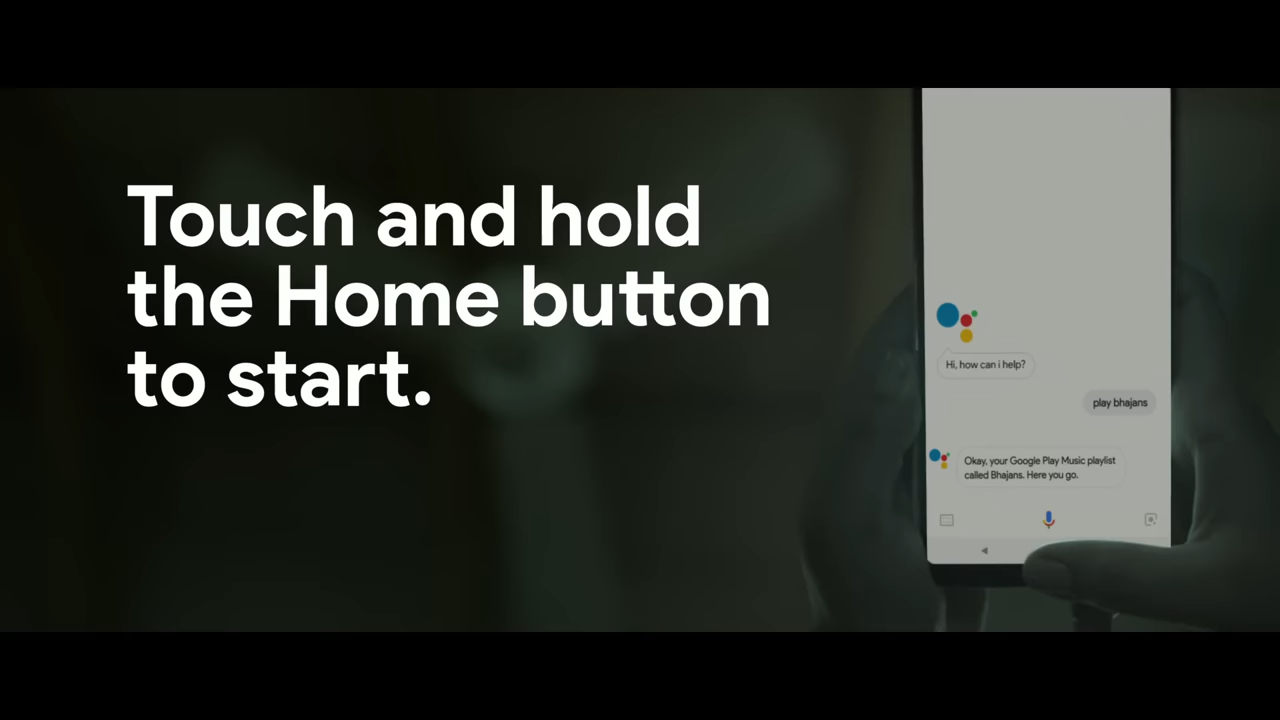 Touch and hold
the Home button
to start.
Hi, how can i help?
play bhajans
Okay, your Google Play Music playlist
called Bhajans. Here you go.